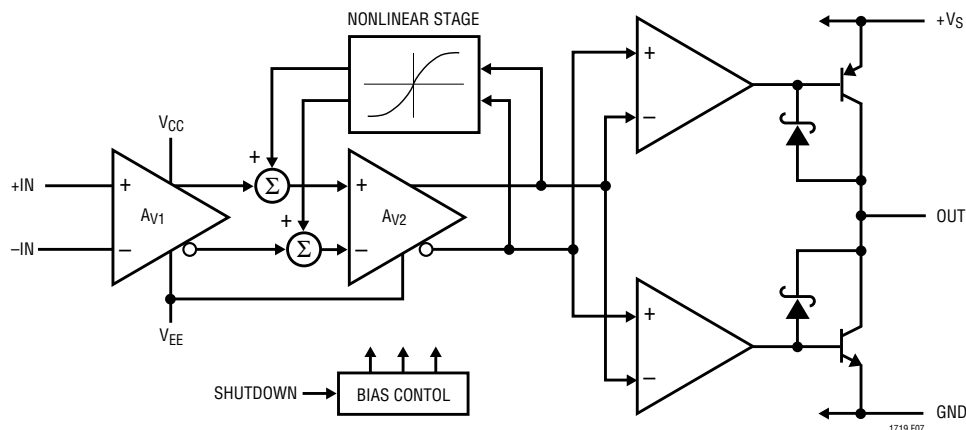 NONLINEAR STAGE
+VS
+
−
VCC
+
+IN
+
AV1
−
−IN
Σ
+
Σ
+
AV2
−
OUT
VEE
+
−
SHUTDOWN
BIAS CONTOL
GND
1719 F07